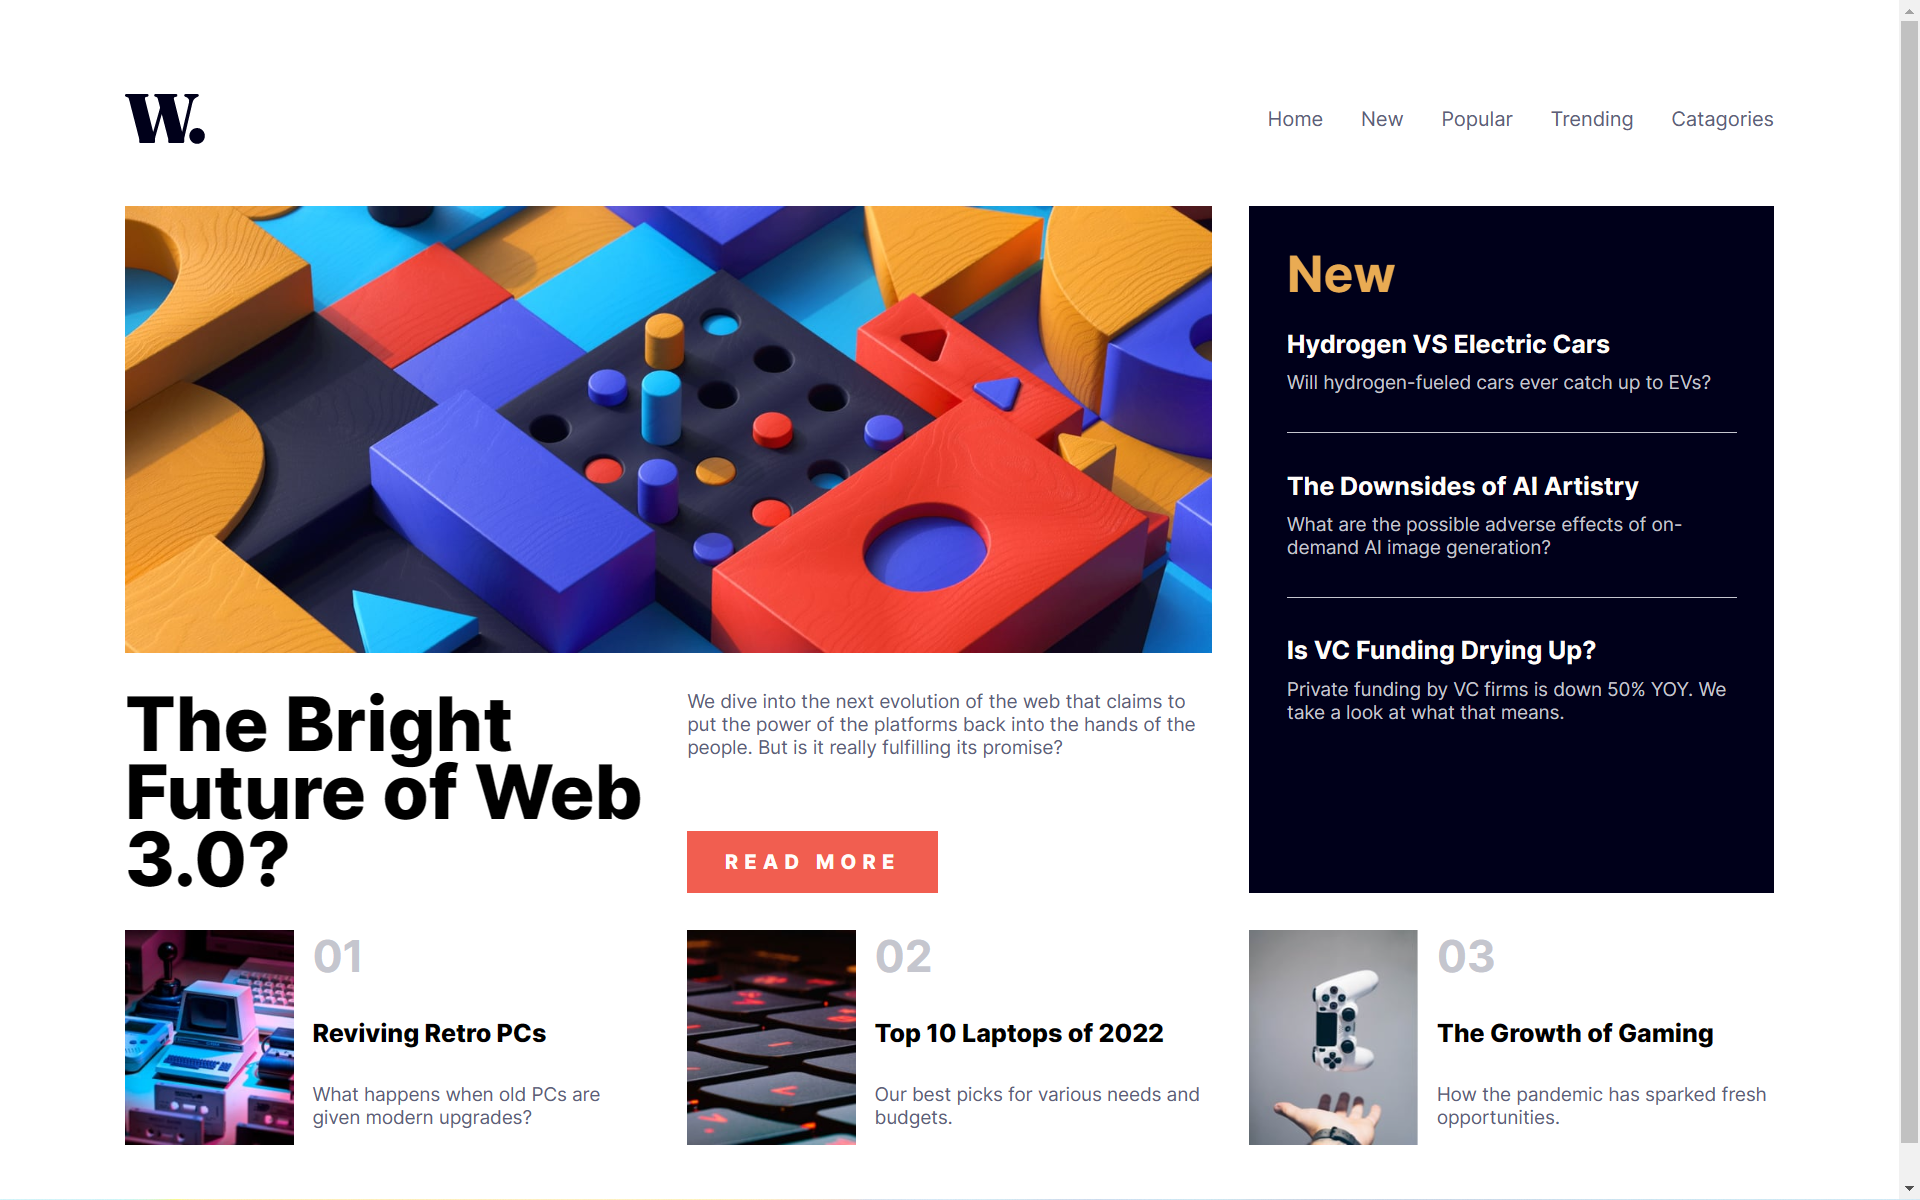 W.
Home New Popular Trending Catagories
New
Hydrogen VS Electric Cars
Will hydrogen-fueled cars ever catch up to EVs?
The Downsides of AI Artistry
What are the possible adverse effects of on-
demand AI image generation?
Is VC Funding Drying Up?
Private funding by VC firms is down 50% YOY. We
take a look at what that means.
The Bright
Future of Web
3.0?
We dive into the next evolution of the web that claims to
put the power of the platforms back into the hands of the
people. But is it really fulfilling its promise?
READ MORE
01
Reviving Retro PCs
What happens when old PCs are
given modern upgrades?
02
Top 10 Laptops of 2022
Our best picks for various needs and
budgets.
03
The Growth of Gaming
How the pandemic has sparked fresh
opportunities.